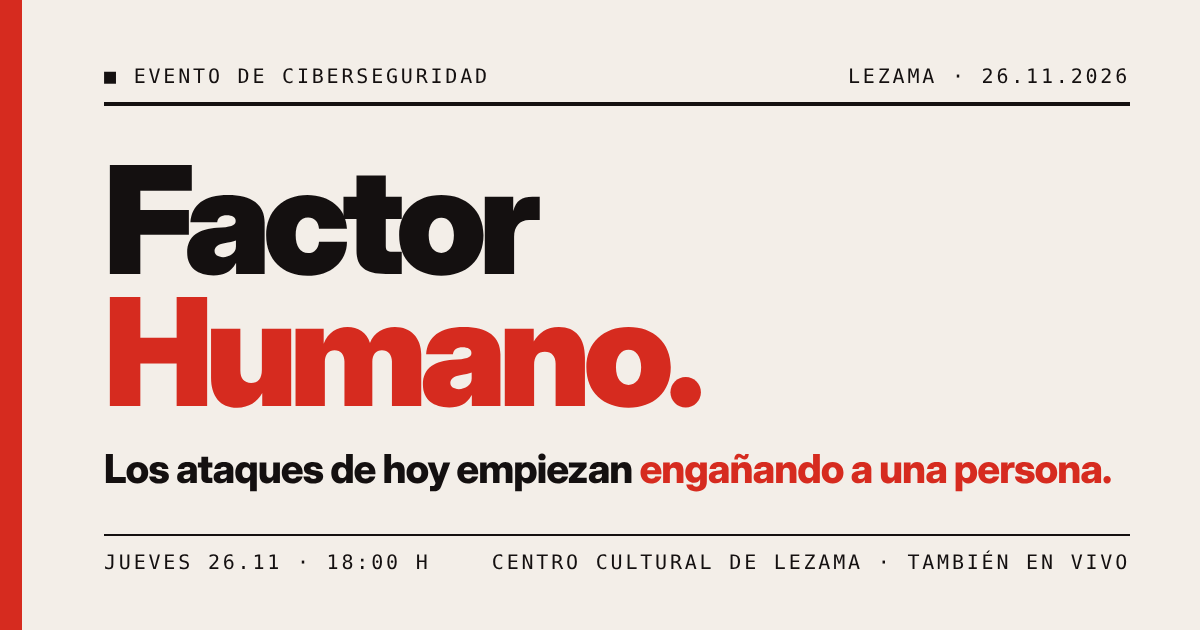 ■ EVENTO DE CIBERSEGURIDAD
LEZAMA · 26.11.2026
Factor
Humano.
Los ataques de hoy empiezan engañando a una persona.
JUEVES 26.11 · 18:00 H
CENTRO CULTURAL DE LEZAMA · TAMBIÉN EN VIVO